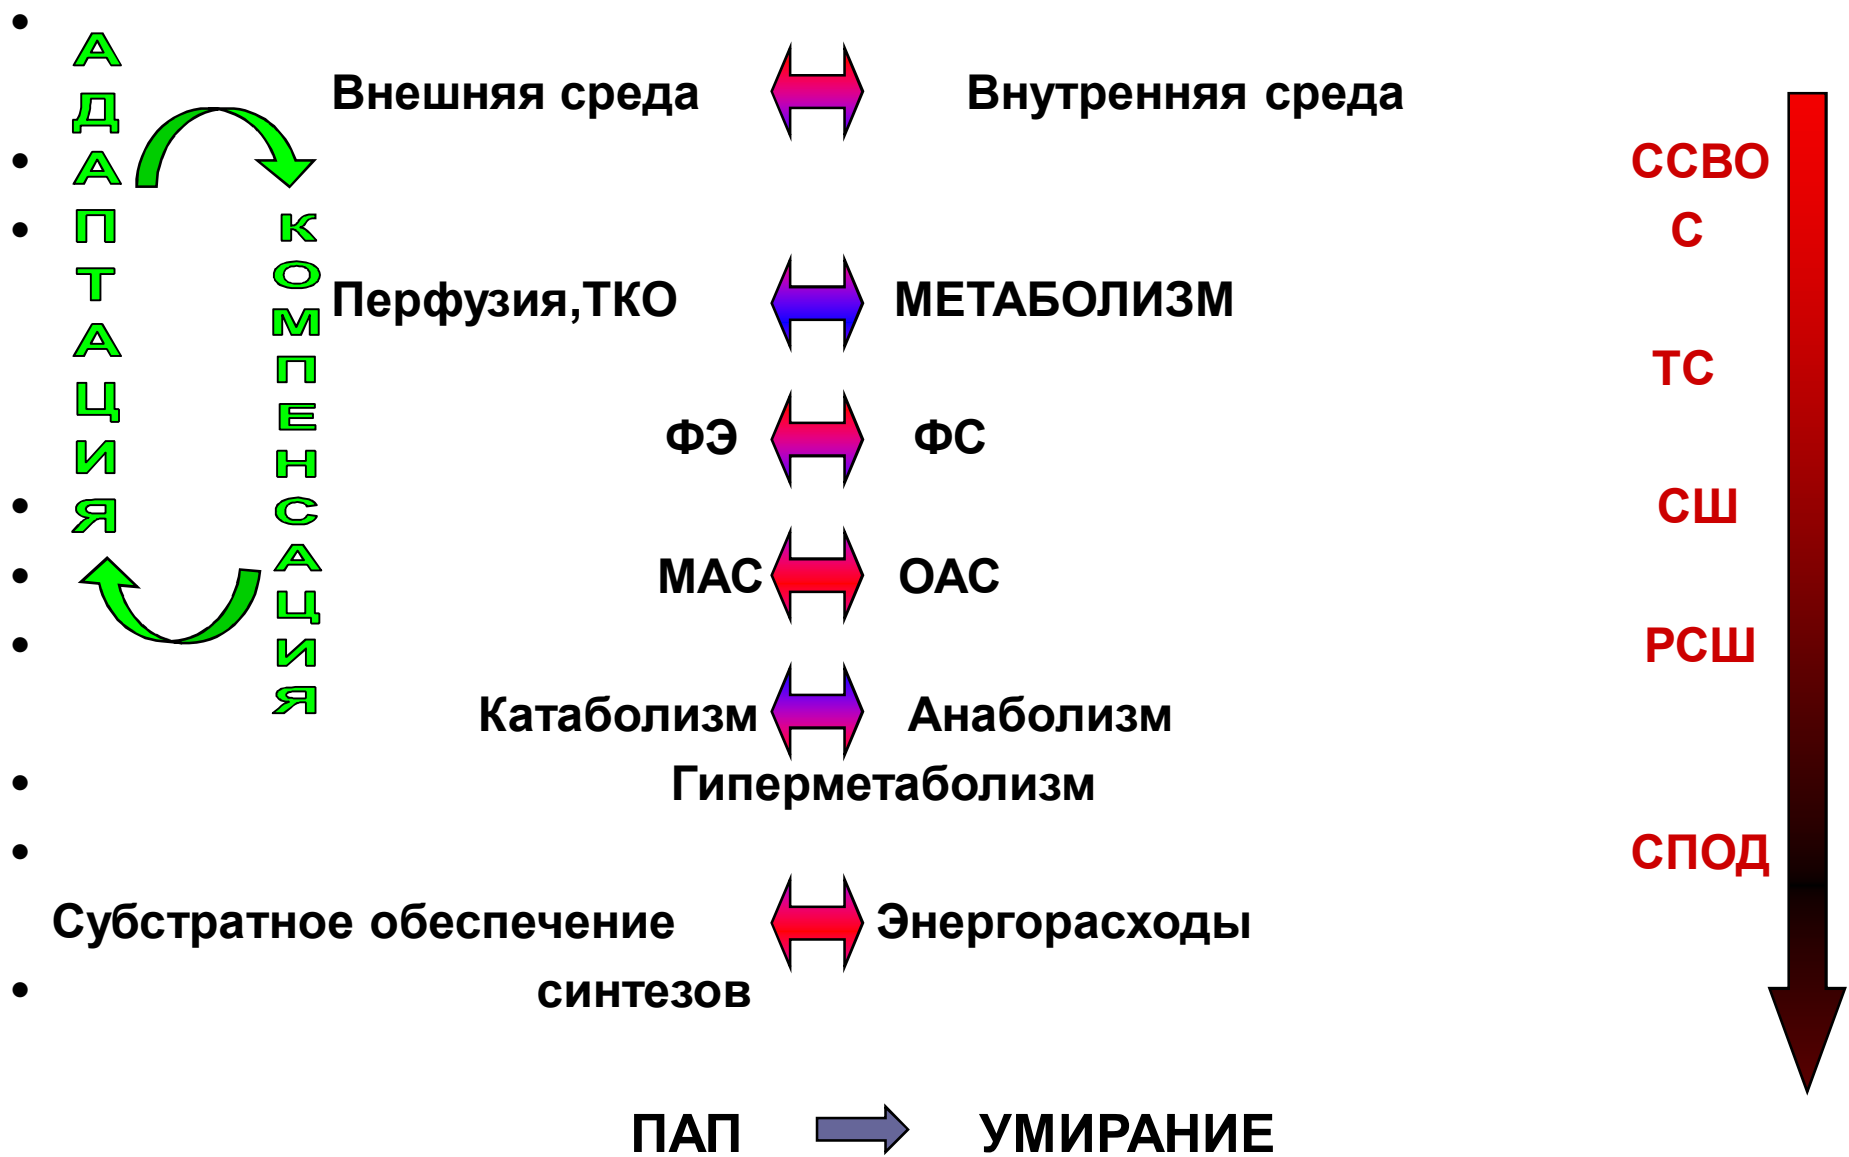 АДАПТАЦИЯ
КОМПЕНСАЦИЯ
Внешняя среда Внутренняя среда
ССВО
С
Перфузия,ТКО МЕТАБОЛИЗМ
ТС
ФЭ ФС
СШ
МАС ОАС
РСШ
Катаболизм Анаболизм
Гиперметаболизм
СПОД
Субстратное обеспечение Энергорасходы
синтезов
ПАП УМИРАНИЕ